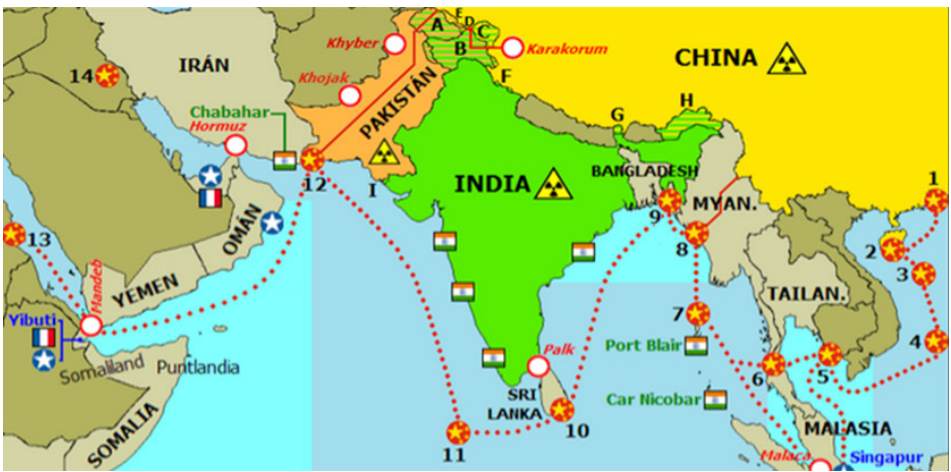 E
D
A
C
Khyber
B
Karakorum
IRÁN
CHINA
14
Khojak
F
PAKISTÁN
Chabahar
Hormuz
H
G
BANGLADESH
12
I
INDIA
1
MYAN.
9
8
2
3
13
OMÁN
Mandeb
YEMEN
TAILAN.
7
4
Yibuti
Port Blair
Palk
Somaliland
Puntlandia
6
5
SRI
LANKA
Car Nicobar
10
11
SOMALIA
MALASIA
Malaca
Singapur